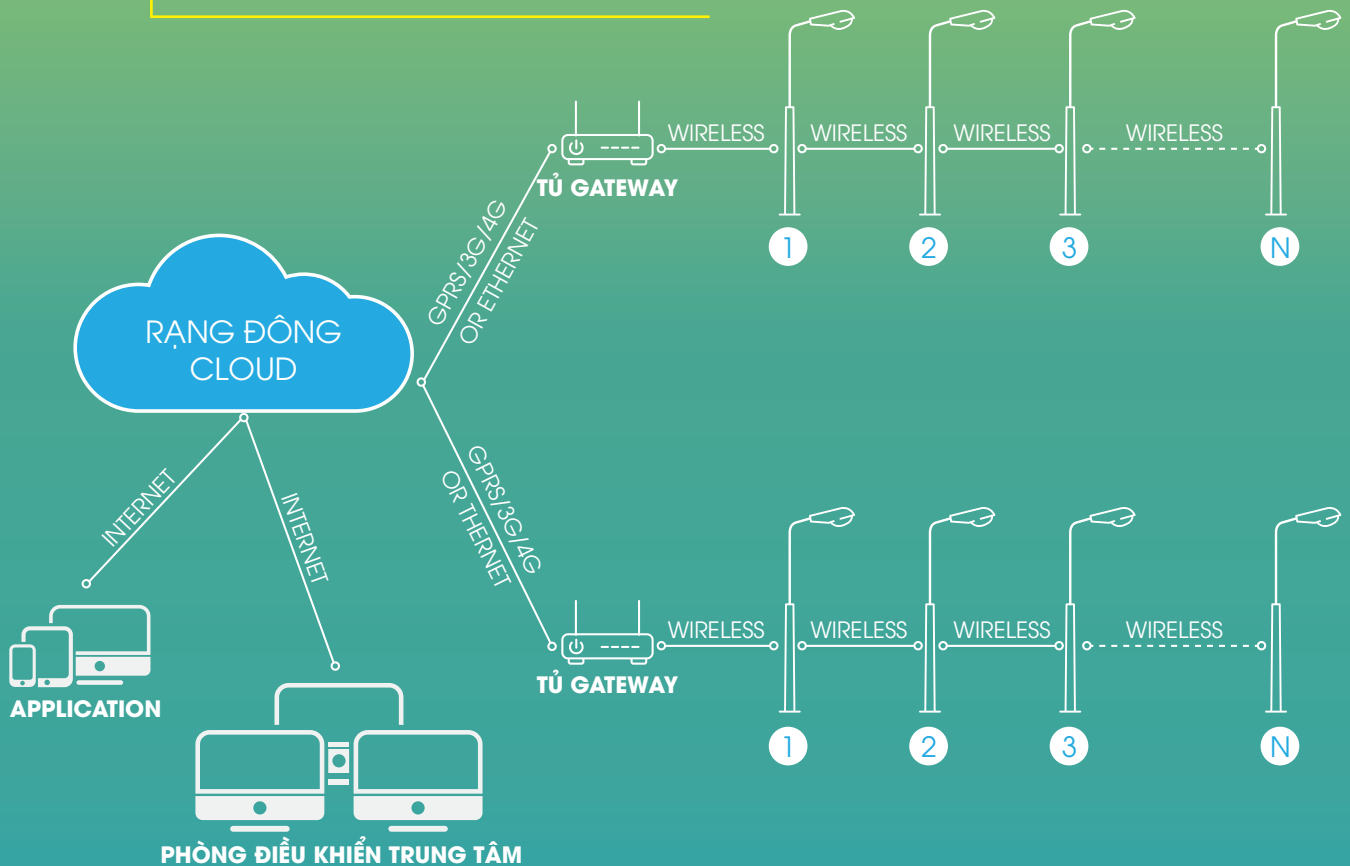 WIRELESS WIRELESS WIRELESS WIRELESS
TỦ GATEWAY
1 2 3 N
GPRS/3G/4G
OR ETHERNET
RẠNG ĐÔNG
CLOUD
GPRS/3G/4G
OR THERNET
INTERNET
INTERNET
WIRELESS WIRELESS WIRELESS WIRELESS
TỦ GATEWAY
APPLICATION
1 2 3 N
PHÒNG ĐIỀU KHIỂN TRUNG TÂM